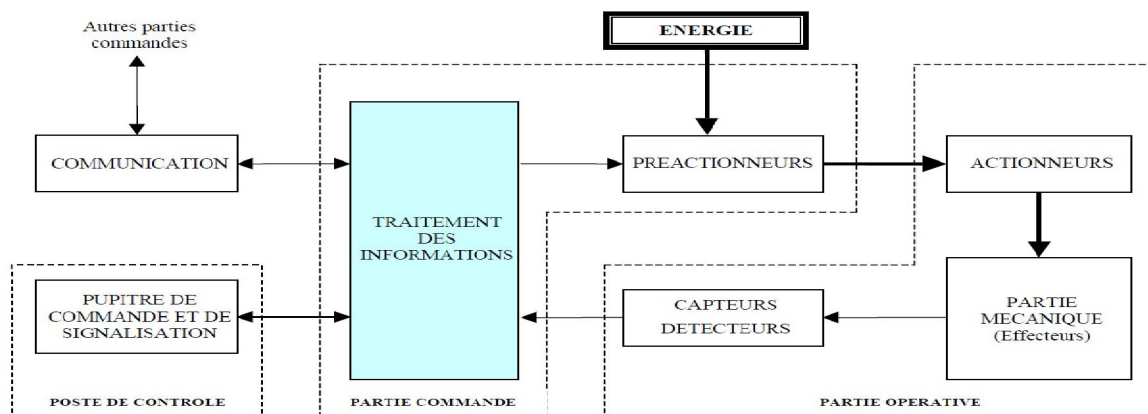 Autres parties
commandes
ENERGIE
COMMUNICATION
PREACTIONNEURS
ACTIONNEURS
TRAITEMENT
DES
INFORMATIONS
PUPITRE DE
COMMANDE ET DE
SIGNALISATION
CAPTEURS
DETECTEURS
PARTIE
MECANIQUE
(Effecteurs)
POSTE DE CONTROLE
PARTIE COMMANDE
PARTIE OPERATIVE